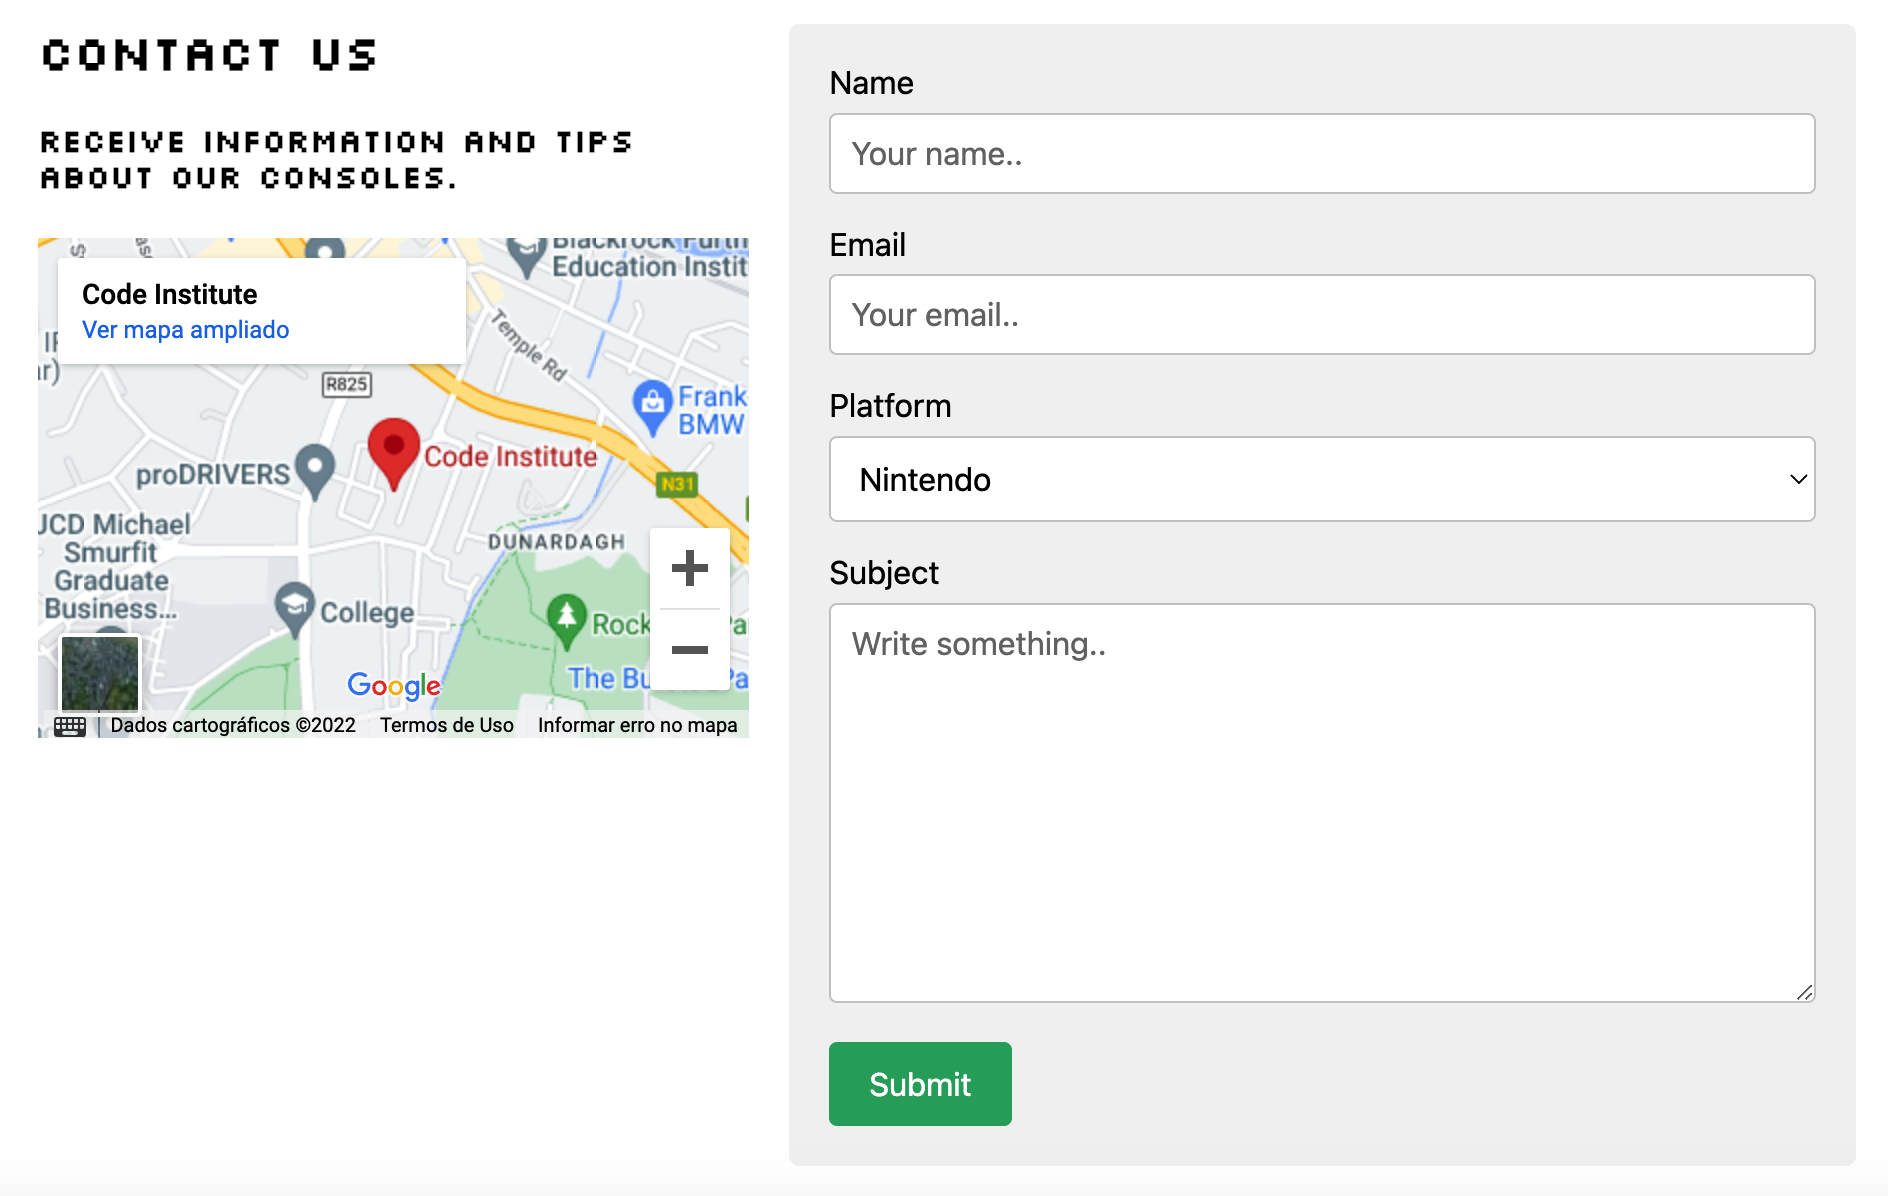 CONTACT US
RECEIVE INFORMATION AND TIPS
ABOUT OUR CONSOLES.
Blackrock Furth
Education Instit
Code Institute
Ver mapa ampliado
Temple Rd
R825
Frank
BMW
Code Institute
proDRIVERS
N31
JCD Michael
Smurfit
Graduate
Business...
DUNARDAGH
College
Rock
The Bu
Google
Dados cartográficos ©2022 Termos de Uso Informar erro no mapa
Name
Your name..
Email
Your email..
Platform
Nintendo
Subject
Write something..
Submit